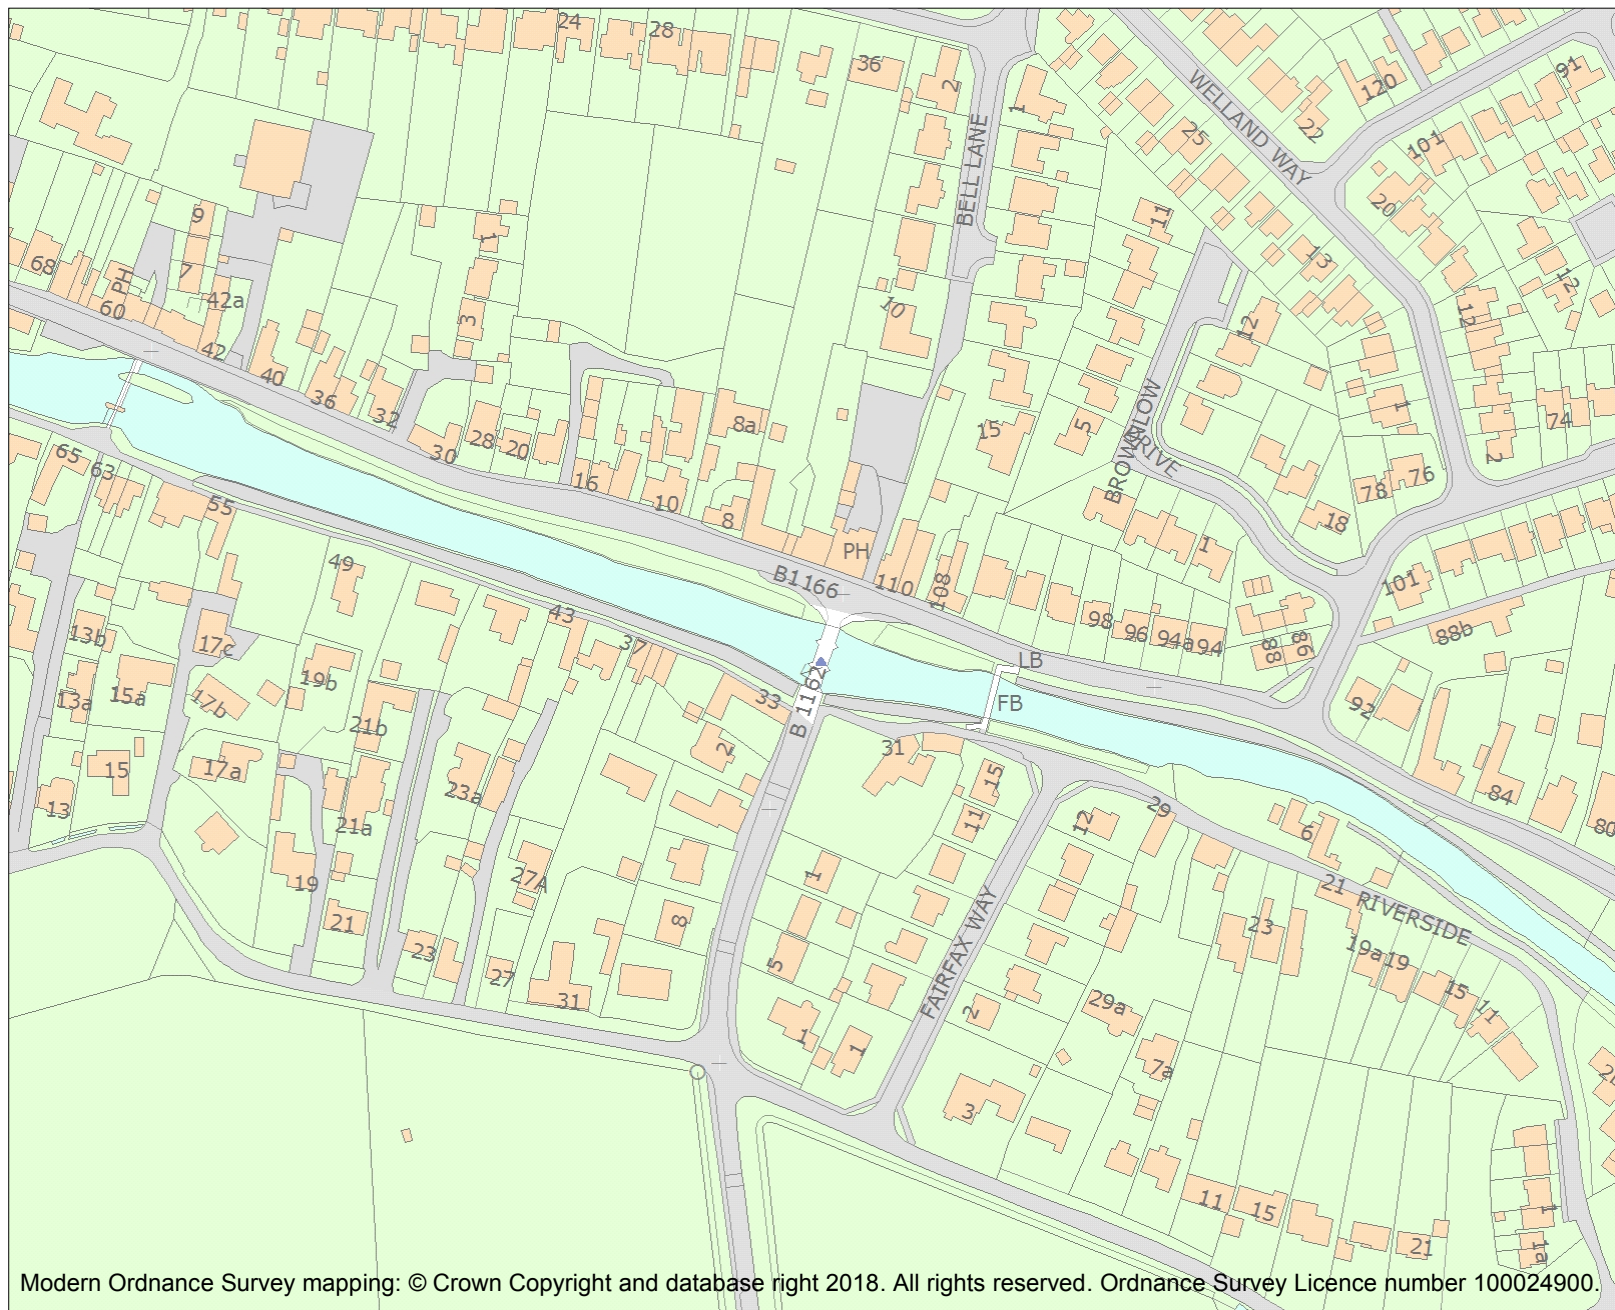 24
28
36
2
1
WELLAND WAY
25
22
120
91
101
20
BELL LANE
11
13
12
12
9
7
PH
68
60
42a
42
40
36
32
1
3
30
28
20
16
10
8a
8
10
15
5
12
BROWNLOW
DRIVE
1
2
74
76
78
18
1
PH
110
108
B1166
98
96
94a
94
88
86
101
88b
92
84
80
65
63
55
49
43
37
33
B 1162
LB
FB
13b
13a
15a
17c
17b
19b
21b
15
13
17a
21a
23a
19
21
23
27A
27
31
2
8
31
15
11
12
29
6
21
RIVERSIDE
23
19a
19
15
11
1
5
1
1
FAIRFAX WAY
2
29a
7a
3
11
15
21
1
1a
Modern Ordnance Survey mapping: © Crown Copyright and database right 2018. All rights reserved. Ordnance Survey Licence number 100024900.